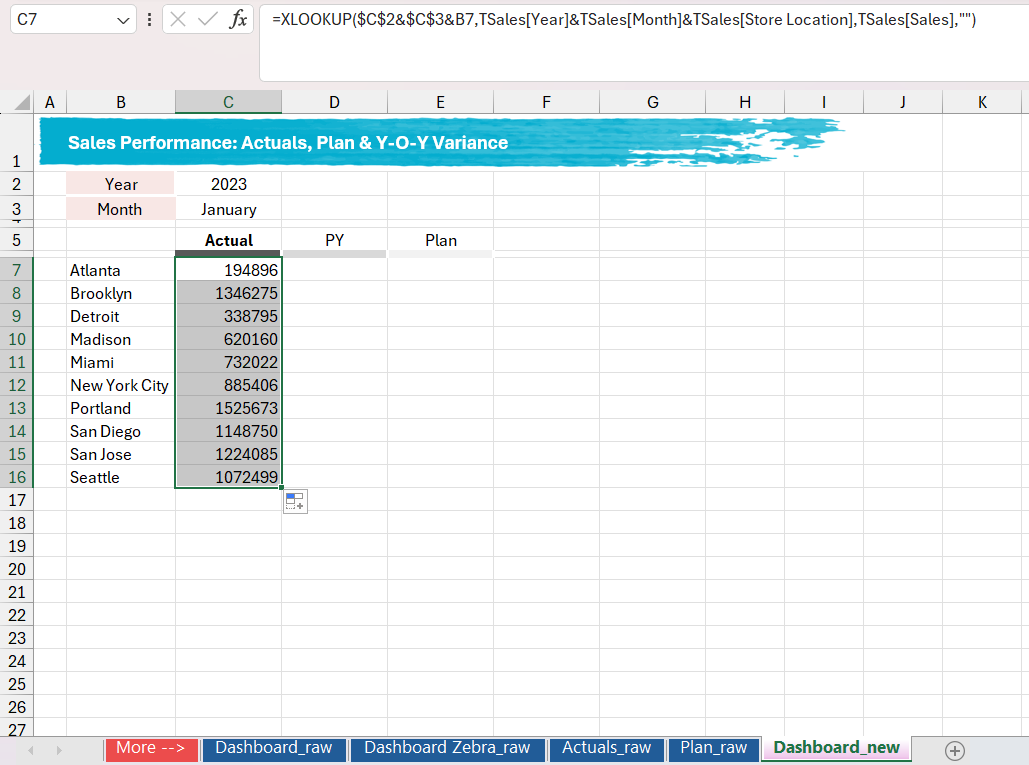 C7 fx =XLOOKUP($C$2&$C$3&B7,TSales[Year]&TSales[Month]&TSales[Store Location],TSales[Sales],"")
A B C D E F G H I J K
1 Sales Performance: Actuals, Plan & Y-O-Y Variance
2 Year 2023
3 Month January
4
5 Actual PY Plan
7 Atlanta 194896
8 Brooklyn 1346275
9 Detroit 338795
10 Madison 620160
11 Miami 732022
12 New York City 885406
13 Portland 1525673
14 San Diego 1148750
15 San Jose 1224085
16 Seattle 1072499
17
18
19
20
21
22
23
24
25
26
27
More --> Dashboard_raw Dashboard Zebra_raw Actuals_raw Plan_raw Dashboard_new